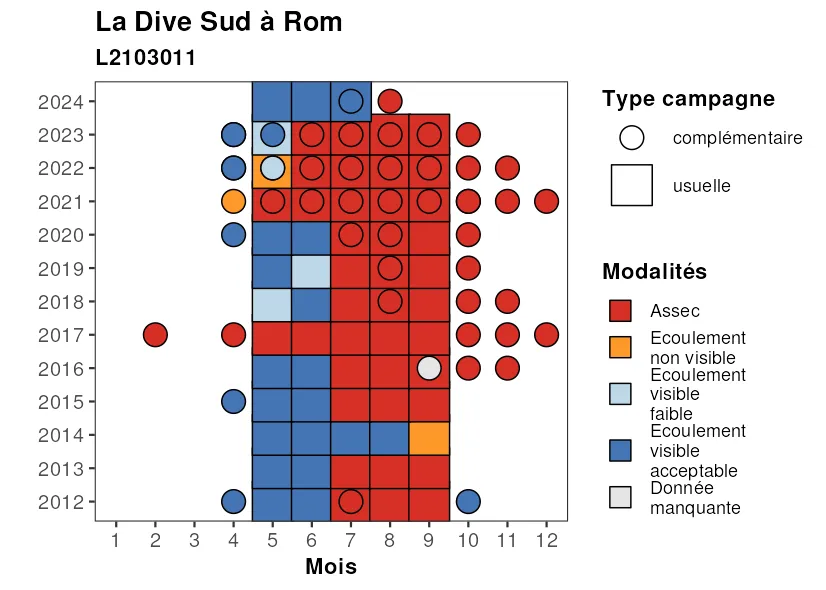 La Dive Sud à Rom
L2103011
2024
2023
2022
2021
2020
2019
2018
2017
2016
2015
2014
2013
2012
1 2 3 4 5 6 7 8 9 10 11 12
Mois
Type campagne
complémentaire
usuelle
Modalités
Assec
Ecoulement
non visible
Ecoulement
visible
faible
Ecoulement
visible
acceptable
Donnée
manquante